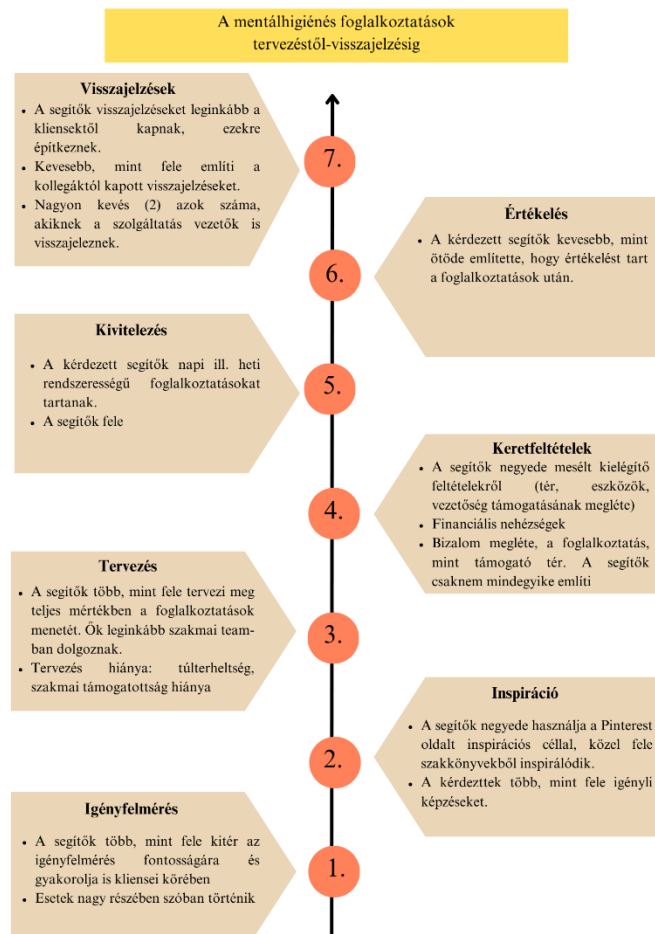 A mentálhigiénés foglalkoztatások
tervezéstől-visszajelzésig
Visszajelzések
• A segítők visszajelzéseket leginkább a
kliensektől kapnak, ezekre
építkeznek.
• Kevesebb, mint fele említi a
kollegáktól kapott visszajelzéseket.
• Nagyon kevés (2) azok száma,
akiknek a szolgáltatás vezetők is
visszajeleznek.
7.
Értékelés
• A kérdezett segítők kevesebb, mint
ötöde említette, hogy értékelést tart
a foglalkoztatások után.
6.
Kivitelezés
• A kérdezett segítők napi ill. heti
rendszerességű foglalkoztatásokat
tartanak.
• A segítők fele
5.
Keretfeltételek
• A segítők negyede mesélt kielégítő
feltételekről (tér, eszközök,
vezetőség támogatásának megléte)
• Financiális nehézségek
• Bizalom megléte, a foglalkoztatás,
mint támogató tér. A segítők
csaknem mindegyike említi
4.
Tervezés
• A segítők több, mint fele tervezi meg
teljes mértékben a foglalkoztatások
menetét. Ők leginkább szakmai team-
ban dolgoznak.
• Tervezés hiánya: túlterheltség,
szakmai támogatottság hiánya
3.
Inspiráció
• A segítők negyede használja a Pinterest
oldalt inspirációs céllal, közel fele
szakkönyvekből inspirálódik.
• A kérdezttek több, mint fele igényli
képzéseket.
2.
Igényfelmérés
• A segítők több, mint fele kitér az
igényfelmérés fontosságára és
gyakorolja is kliensei körében
• Esetek nagy részében szóban történik
1.